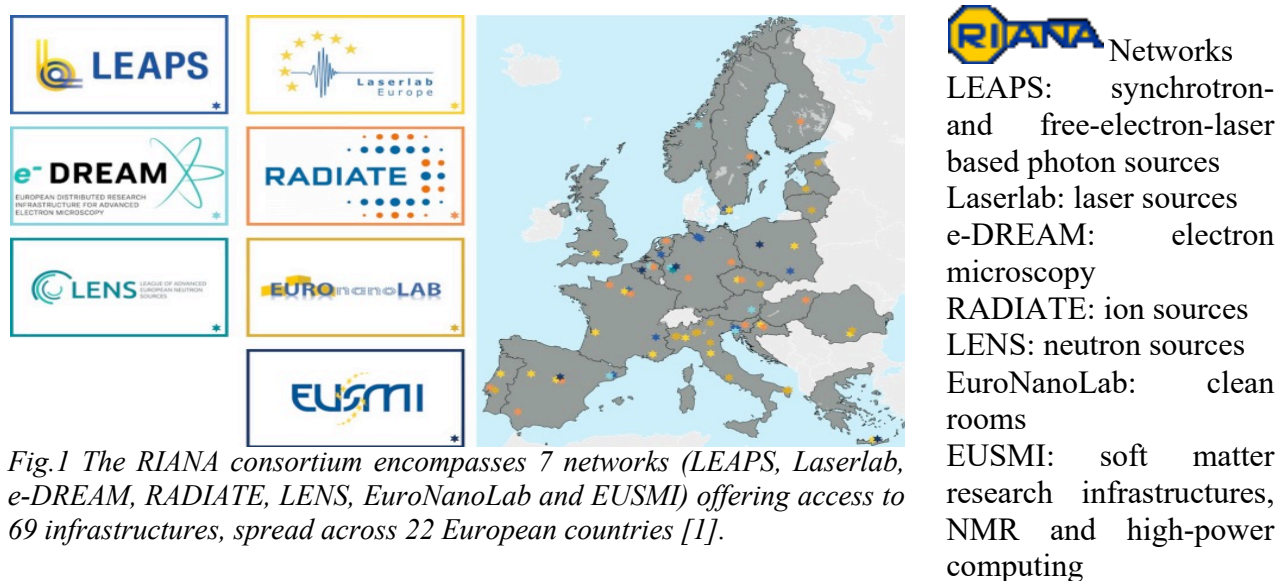 LEAPS
Laserlab
Europe
e- DREAM
EUROPEAN DISTRIBUTED RESEARCH
INFRASTRUCTURE FOR ADVANCED
ELECTRON MICROSCOPY
RADIATE
LENS
LEAGUE OF ADVANCED
EUROPEAN NEUTRON
SOURCES
EUROnanoLAB
EUSMI
Fig.1 The RIANA consortium encompasses 7 networks (LEAPS, Laserlab,
e-DREAM, RADIATE, LENS, EuroNanoLab and EUSMI) offering access to
69 infrastructures, spread across 22 European countries [1].
RIANA Networks
LEAPS: synchrotron-
and free-electron-laser
based photon sources
Laserlab: laser sources
e-DREAM: electron
microscopy
RADIATE: ion sources
LENS: neutron sources
EuroNanoLab: clean
rooms
EUSMI: soft matter
research infrastructures,
NMR and high-power
computing